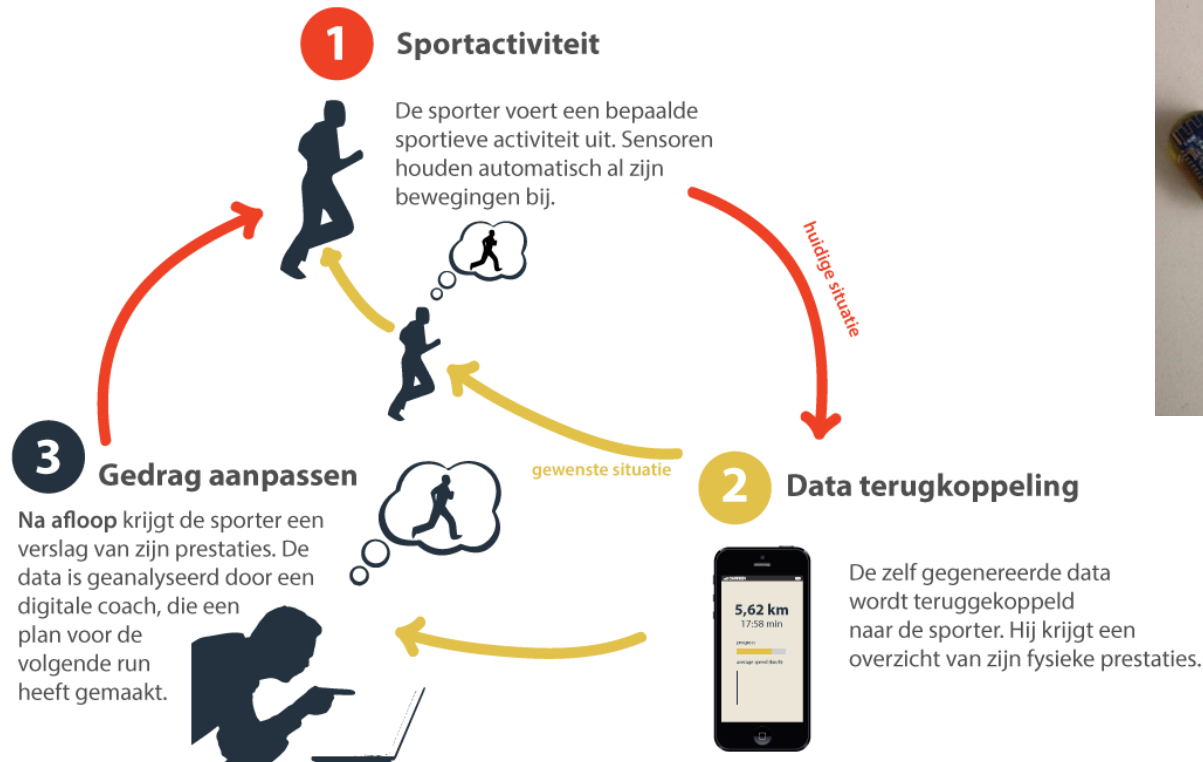 1
Sportactiviteit
De sporter voert een bepaalde
sportieve activiteit uit. Sensoren
houden automatisch al zijn
bewegingen bij.
huidige situatie
gewenste situatie
2
Data terugkoppeling
De zelf gegenereerde data
wordt teruggekoppeld
naar de sporter. Hij krijgt een
overzicht van zijn fysieke prestaties.
5,62 km
17:58 min
progress
3
Gedrag aanpassen
Na afloop krijgt de sporter een
verslag van zijn prestaties. De
data is geanalyseerd door een
digitale coach, die een
plan voor de
volgende run
heeft gemaakt.